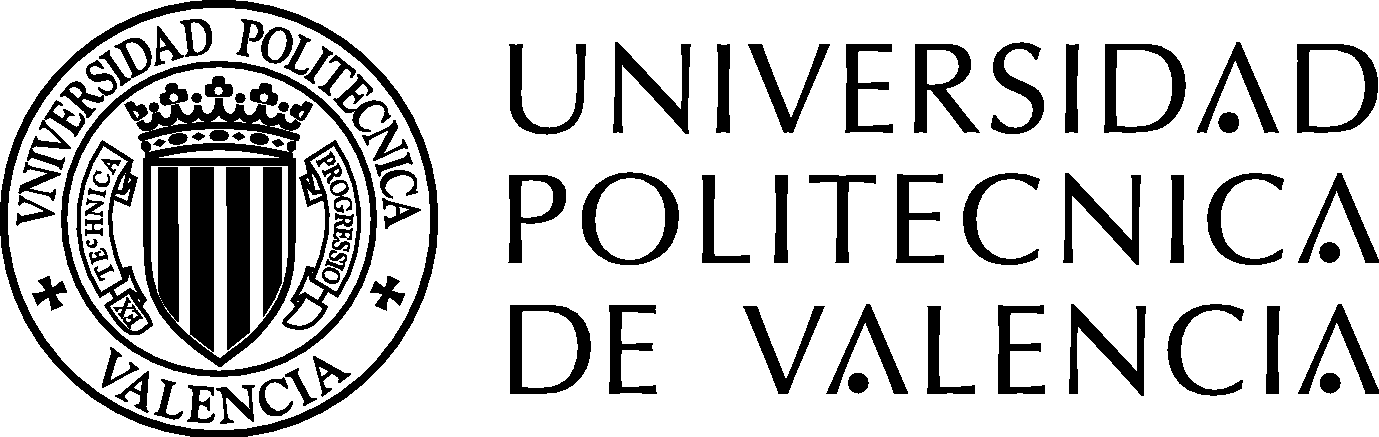 VNIVERSIDAD POLITECNICA
VALENCIA
EX TECHNICA
PROGRESSIO
UNIVERSIDAD
POLITECNICA
DE VALENCIA